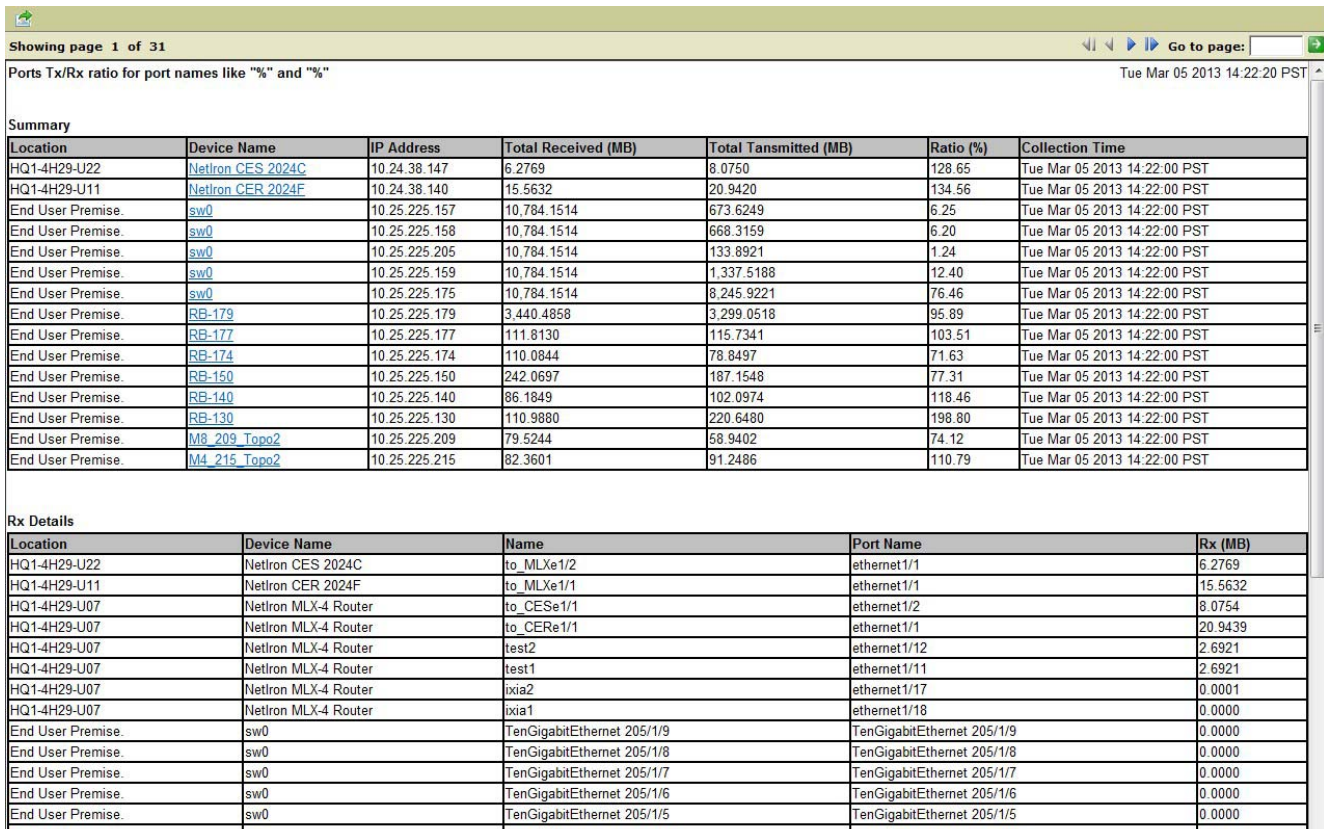 Showing page 1 of 31 Go to page:
Ports Tx/Rx ratio for port names like "%" and "%" Tue Mar 05 2013 14:22:20 PST
Summary
Location Device Name IP Address Total Received (MB) Total Tansmitted (MB) Ratio (%) Collection Time
HQ1-4H29-U22 NetIron CES 2024C 10.24.38.147 6.2769 8.0750 128.65 Tue Mar 05 2013 14:22:00 PST
HQ1-4H29-U11 NetIron CER 2024F 10.24.38.140 15.5632 20.9420 134.56 Tue Mar 05 2013 14:22:00 PST
End User Premise. sw0 10.25.225.157 10,784.1514 673.6249 6.25 Tue Mar 05 2013 14:22:00 PST
End User Premise. sw0 10.25.225.158 10,784.1514 668.3159 6.20 Tue Mar 05 2013 14:22:00 PST
End User Premise. sw0 10.25.225.205 10,784.1514 133.8921 1.24 Tue Mar 05 2013 14:22:00 PST
End User Premise. sw0 10.25.225.159 10,784.1514 1,337.5188 12.40 Tue Mar 05 2013 14:22:00 PST
End User Premise. sw0 10.25.225.175 10,784.1514 8,245.9221 76.46 Tue Mar 05 2013 14:22:00 PST
End User Premise. RB-179 10.25.225.179 3,440.4858 3,299.0518 95.89 Tue Mar 05 2013 14:22:00 PST
End User Premise. RB-177 10.25.225.177 111.8130 115.7341 103.51 Tue Mar 05 2013 14:22:00 PST
End User Premise. RB-174 10.25.225.174 110.0844 78.8497 71.63 Tue Mar 05 2013 14:22:00 PST
End User Premise. RB-150 10.25.225.150 242.0697 187.1548 77.31 Tue Mar 05 2013 14:22:00 PST
End User Premise. RB-140 10.25.225.140 86.1849 102.0974 118.46 Tue Mar 05 2013 14:22:00 PST
End User Premise. RB-130 10.25.225.130 110.9880 220.6480 198.80 Tue Mar 05 2013 14:22:00 PST
End User Premise. M8_209_Topo2 10.25.225.209 79.5244 58.9402 74.12 Tue Mar 05 2013 14:22:00 PST
End User Premise. M4_215_Topo2 10.25.225.215 82.3601 91.2486 110.79 Tue Mar 05 2013 14:22:00 PST
Rx Details
Location Device Name Name Port Name Rx (MB)
HQ1-4H29-U22 NetIron CES 2024C to_MLXe1/2 ethernet1/1 6.2769
HQ1-4H29-U11 NetIron CER 2024F to_MLXe1/1 ethernet1/1 15.5632
HQ1-4H29-U07 NetIron MLX-4 Router to_CESe1/1 ethernet1/2 8.0754
HQ1-4H29-U07 NetIron MLX-4 Router to_CERe1/1 ethernet1/1 20.9439
HQ1-4H29-U07 NetIron MLX-4 Router test2 ethernet1/12 2.6921
HQ1-4H29-U07 NetIron MLX-4 Router test1 ethernet1/11 2.6921
HQ1-4H29-U07 NetIron MLX-4 Router ixia2 ethernet1/17 0.0001
HQ1-4H29-U07 NetIron MLX-4 Router ixia1 ethernet1/18 0.0000
End User Premise. sw0 TenGigabitEthernet 205/1/9 TenGigabitEthernet 205/1/9 0.0000
End User Premise. sw0 TenGigabitEthernet 205/1/8 TenGigabitEthernet 205/1/8 0.0000
End User Premise. sw0 TenGigabitEthernet 205/1/7 TenGigabitEthernet 205/1/7 0.0000
End User Premise. sw0 TenGigabitEthernet 205/1/6 TenGigabitEthernet 205/1/6 0.0000
End User Premise. sw0 TenGigabitEthernet 205/1/5 TenGigabitEthernet 205/1/5 0.0000